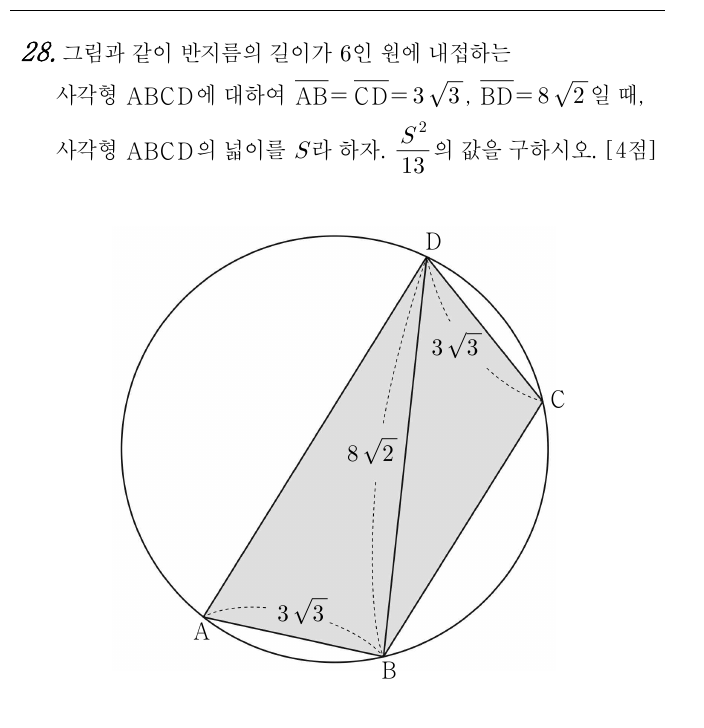 28. 그림과 같이 반지름의 길이가 6인 원에 내접하는
사각형 ABCD에 대하여 $\overline{AB}=\overline{CD}=3\sqrt{3}$, $\overline{BD}=8\sqrt{2}$일 때,
사각형 ABCD의 넓이를 $S$라 하자. $\frac{S^2}{13}$의 값을 구하시오. [4점]
D
$3\sqrt{3}$
C
$8\sqrt{2}$
$3\sqrt{3}$
A
B